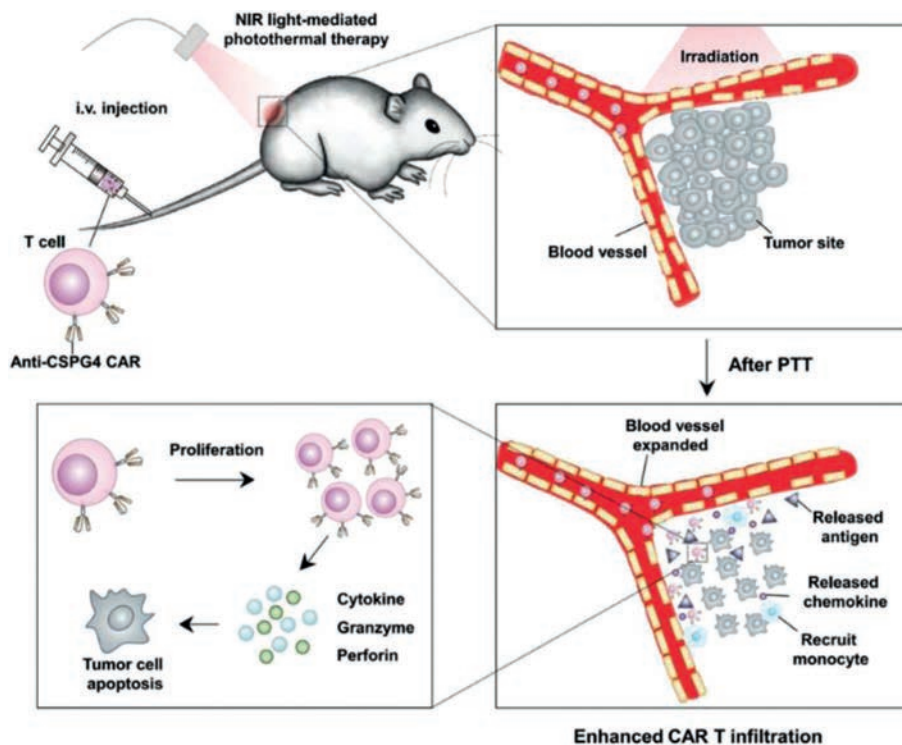 NIR light-mediated
photothermal therapy
i.v. injection
T cell
Anti-CSPG4 CAR
Irradiation
Blood vessel
Tumor site
After PTT
Proliferation
Cytokine
Granzyme
Perforin
Tumor cell
apoptosis
Blood vessel
expanded
Released
antigen
Released
chemokine
Recruit
monocyte
Enhanced CAR T infiltration